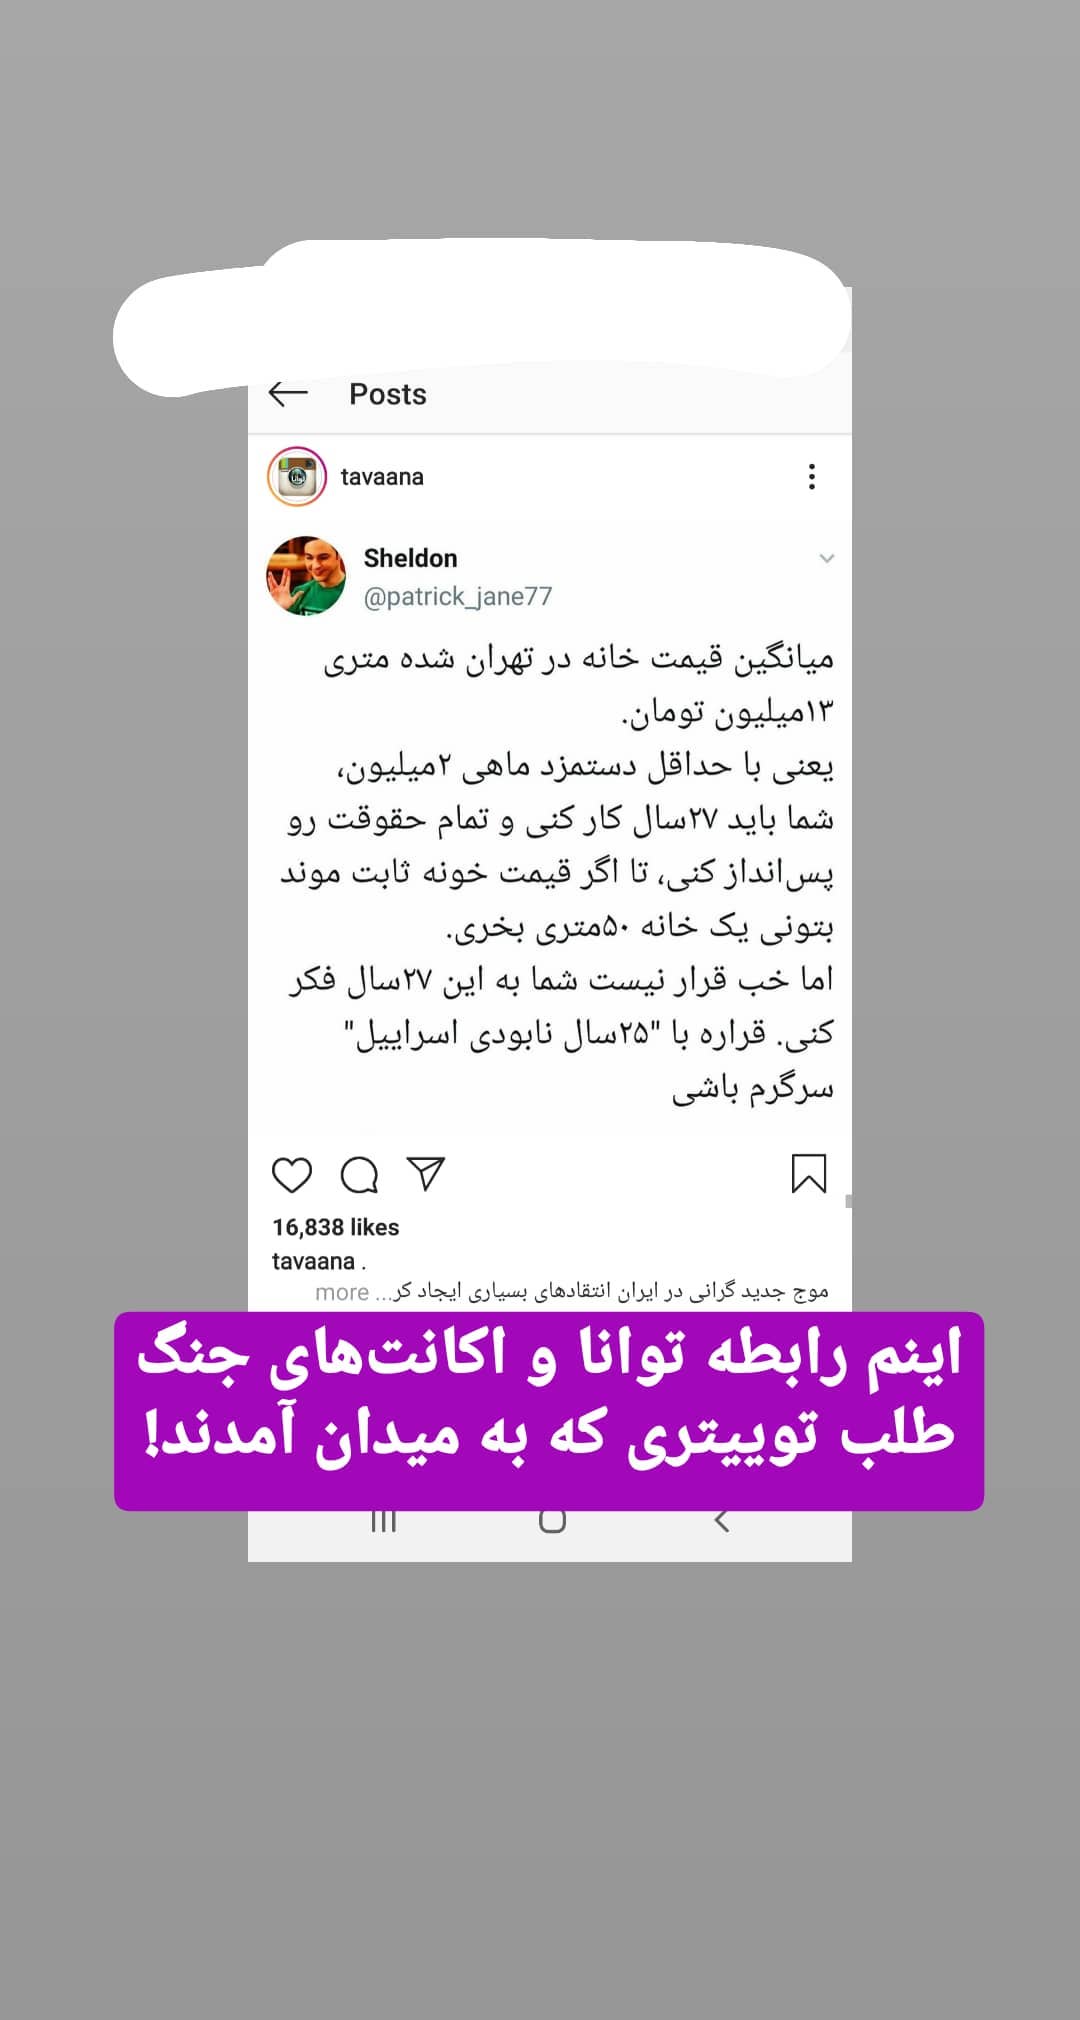 Posts
tavaana
Sheldon
@patrick_jane77
میانگین قیمت خانه در تهران شده متری
۱۳میلیون تومان.
یعنی با حداقل دستمزد ماهی ۲میلیون،
شما باید ۲۷سال کار کنی و تمام حقوقت رو
پس‌انداز کنی، تا اگر قیمت خونه ثابت موند
بتونی یک خانه ۵۰متری بخری.
اما خب قرار نیست شما به این ۲۷سال فکر
کنی. قراره با "۲۵سال نابودی اسراییل"
سرگرم باشی
16,838 likes
tavaana .
موج جدید گرانی در ایران انتقادهای بسیاری ایجاد کر... more
اینم رابطه توانا و اکانت‌های جنگ
طلب توییتری که به میدان آمدند!